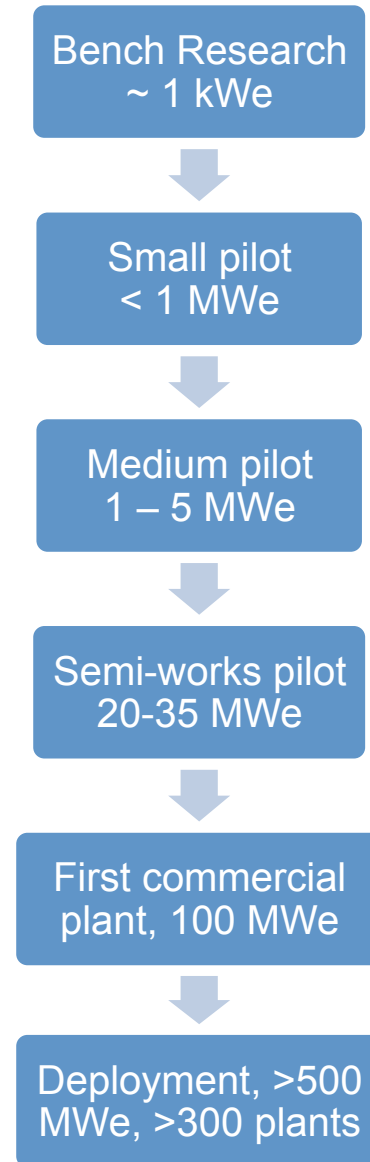 Bench Research
~ 1 kWe
Small pilot
< 1 MWe
Medium pilot
1 – 5 MWe
Semi-works pilot
20-35 MWe
First commercial
plant, 100 MWe
Deployment, >500
MWe, >300 plants